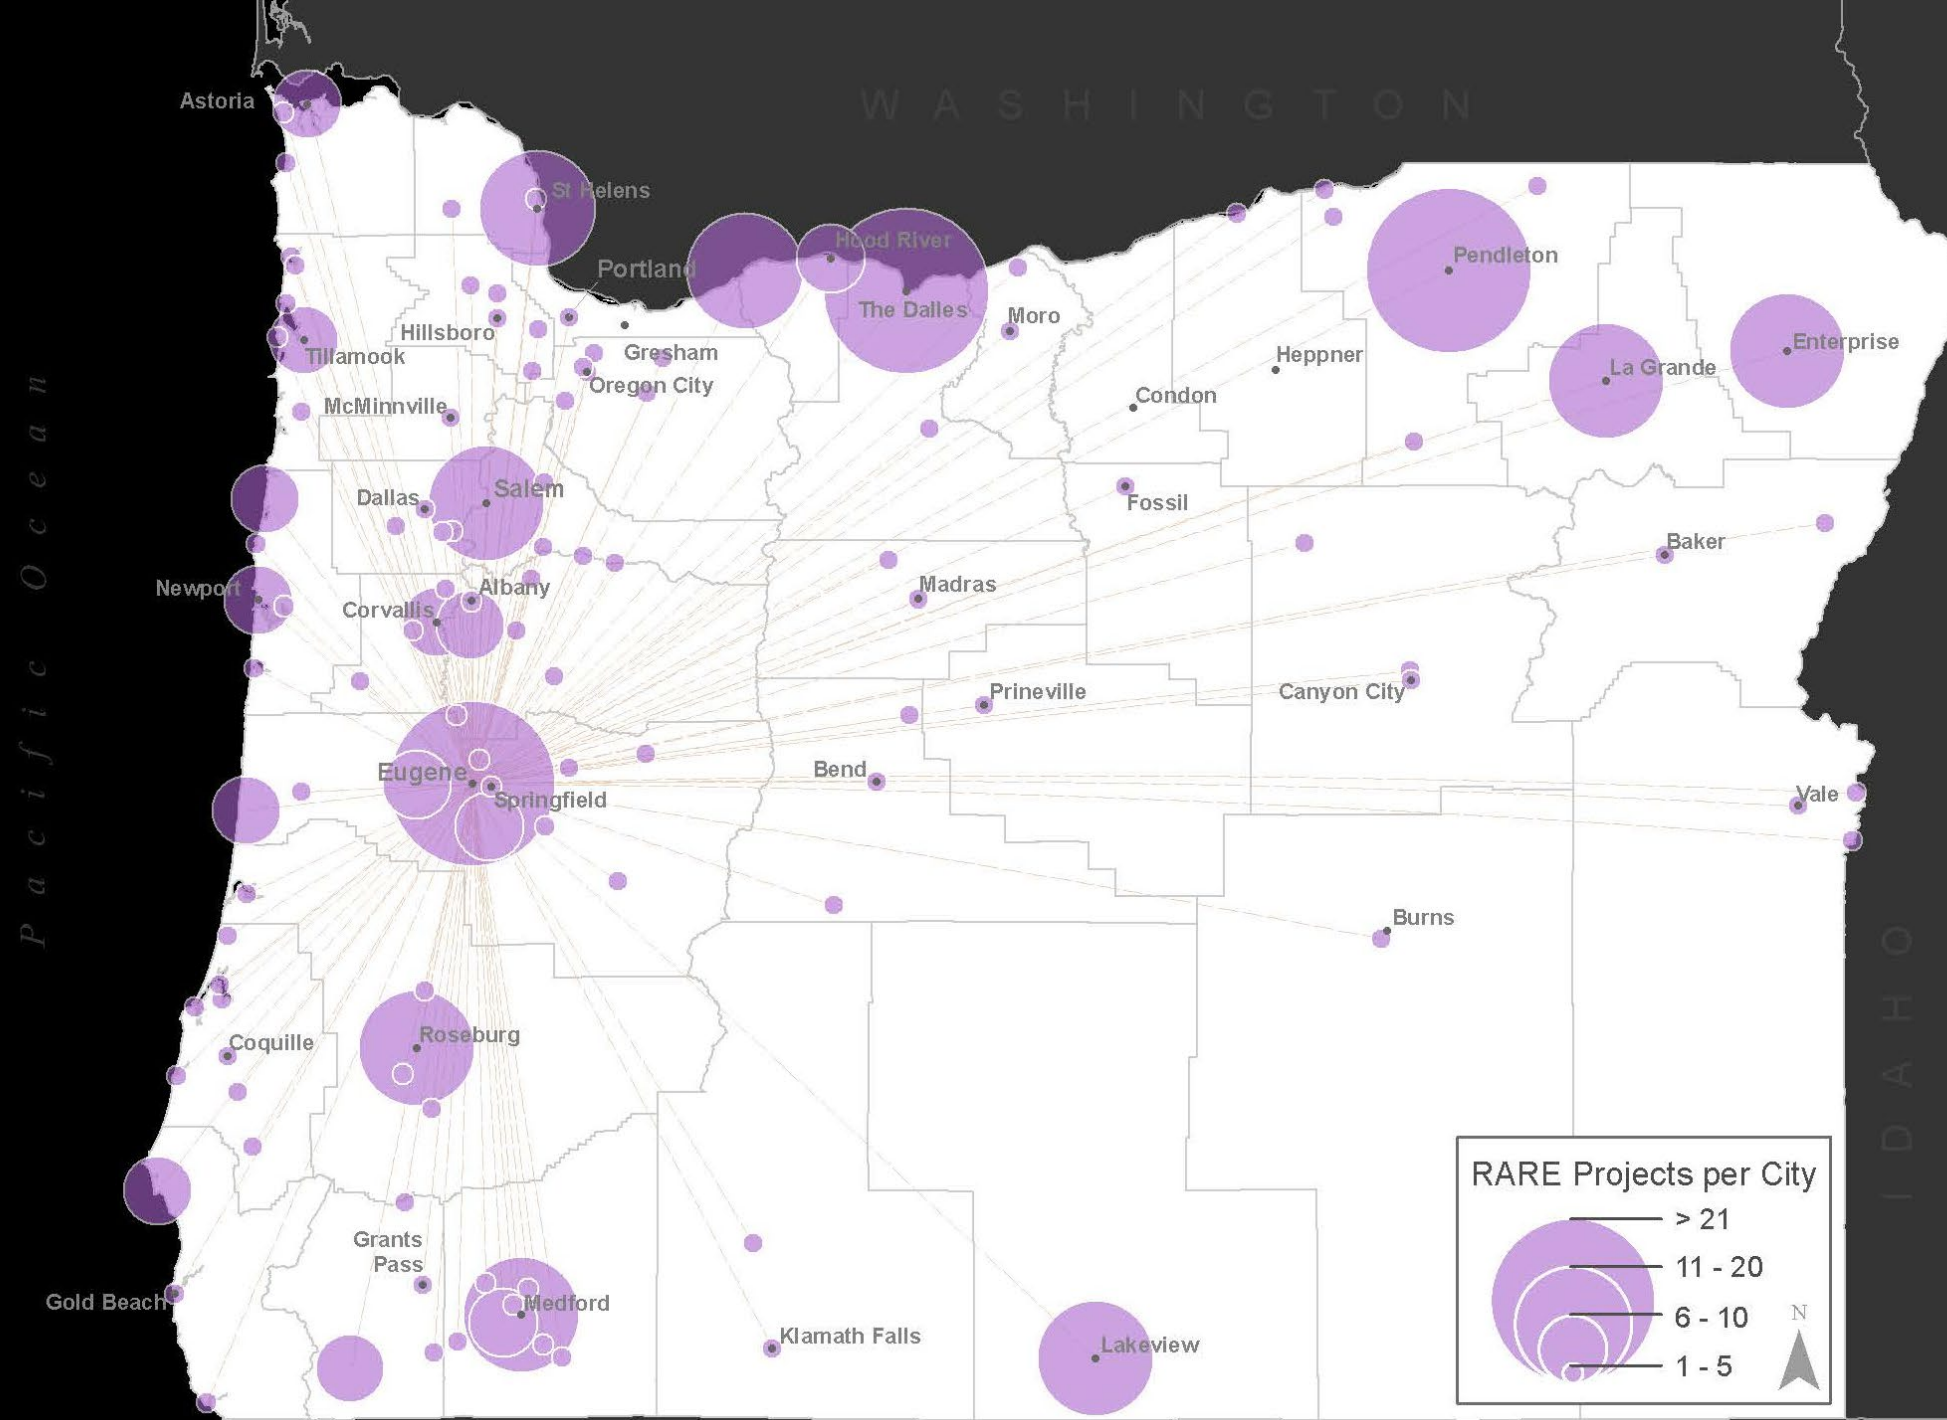 WASHINGTON
Astoria
St Helens
Hood River
Portland
Pendleton
The Dalles
Moro
Hillsboro
Enterprise
Gresham
Heppner
Tillamook
La Grande
Oregon City
Condon
McMinnville
Pacific Ocean
Salem
Dallas
Fossil
Baker
Newport
Albany
Madras
Corvallis
Prineville
Canyon City
Eugene
Bend
Springfield
Vale
Burns
IDAHO
Roseburg
Coquille
RARE Projects per City
> 21
11 - 20
6 - 10
1 - 5
N
Grants
Pass
Gold Beach
Medford
Klamath Falls
Lakeview